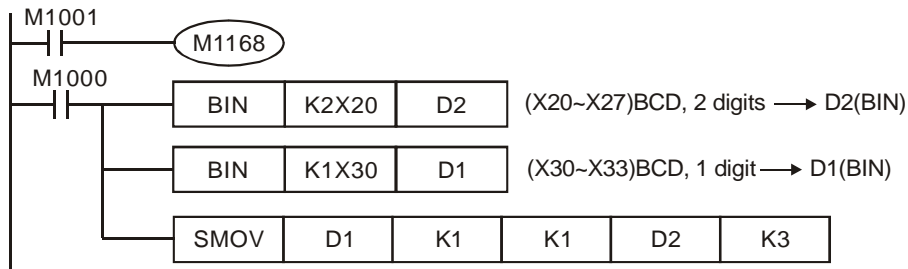 M1001
M1168
M1000
BIN K2X20 D2 (X20~X27)BCD, 2 digits → D2(BIN)
BIN K1X30 D1 (X30~X33)BCD, 1 digit → D1(BIN)
SMOV D1 K1 K1 D2 K3